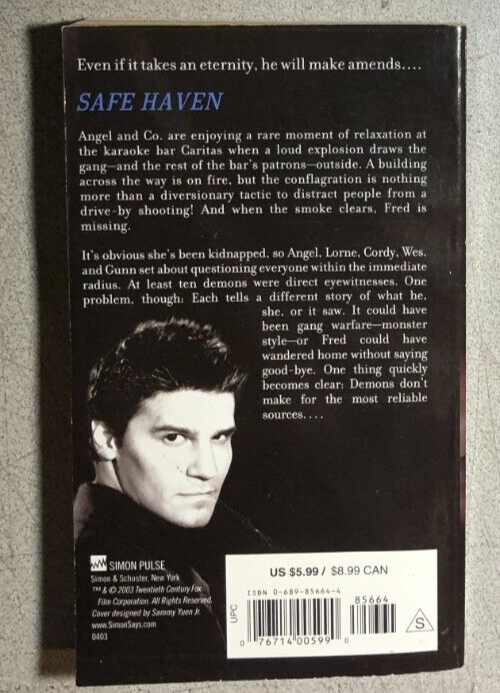 Even if it takes an eternity, he will make amends....
SAFE HAVEN
Angel and Co. are enjoying a rare moment of relaxation at
the karaoke bar Caritas when a loud explosion draws the
gang—and the rest of the bar's patrons—outside. A building
across the way is on fire, but the conflagration is nothing
more than a diversionary tactic to distract people from a
drive-by shooting! And when the smoke clears, Fred is
missing.
It's obvious she's been kidnapped, so Angel, Lorne, Cordy, Wes,
and Gunn set about questioning everyone within the immediate
radius. At least ten demons were direct eyewitnesses. One
problem, though: Each tells a different story of what he,
she, or it saw. It could have
been gang warfare—monster
style—or Fred could have
wandered home without saying
good-bye. One thing quickly
becomes clear: Demons don't
make for the most reliable
sources....
SIMON PULSE
Simon & Schuster, New York
™ & © 2003 Twentieth Century Fox
Film Corporation. All Rights Reserved.
Cover designed by Sammy Yuen Jr.
www.SimonSays.com
0403
US $5.99 / $8.99 CAN
ISBN 0-689-85664-4
85664
UPC
0 76714 00599 0
S